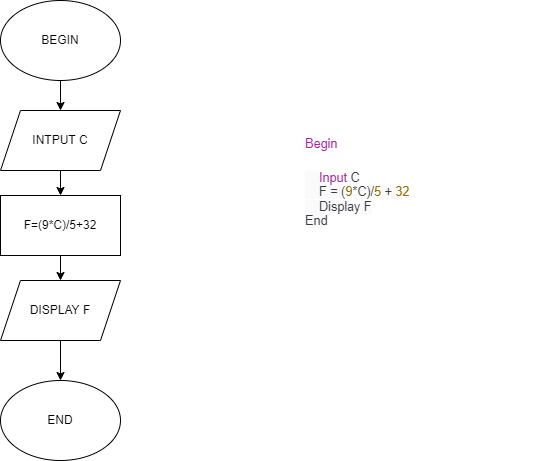 BEGIN
INTPUT C
F=(9*C)/5+32
DISPLAY F
END
Begin
Input C
F = (9*C)/5 + 32
Display F
End